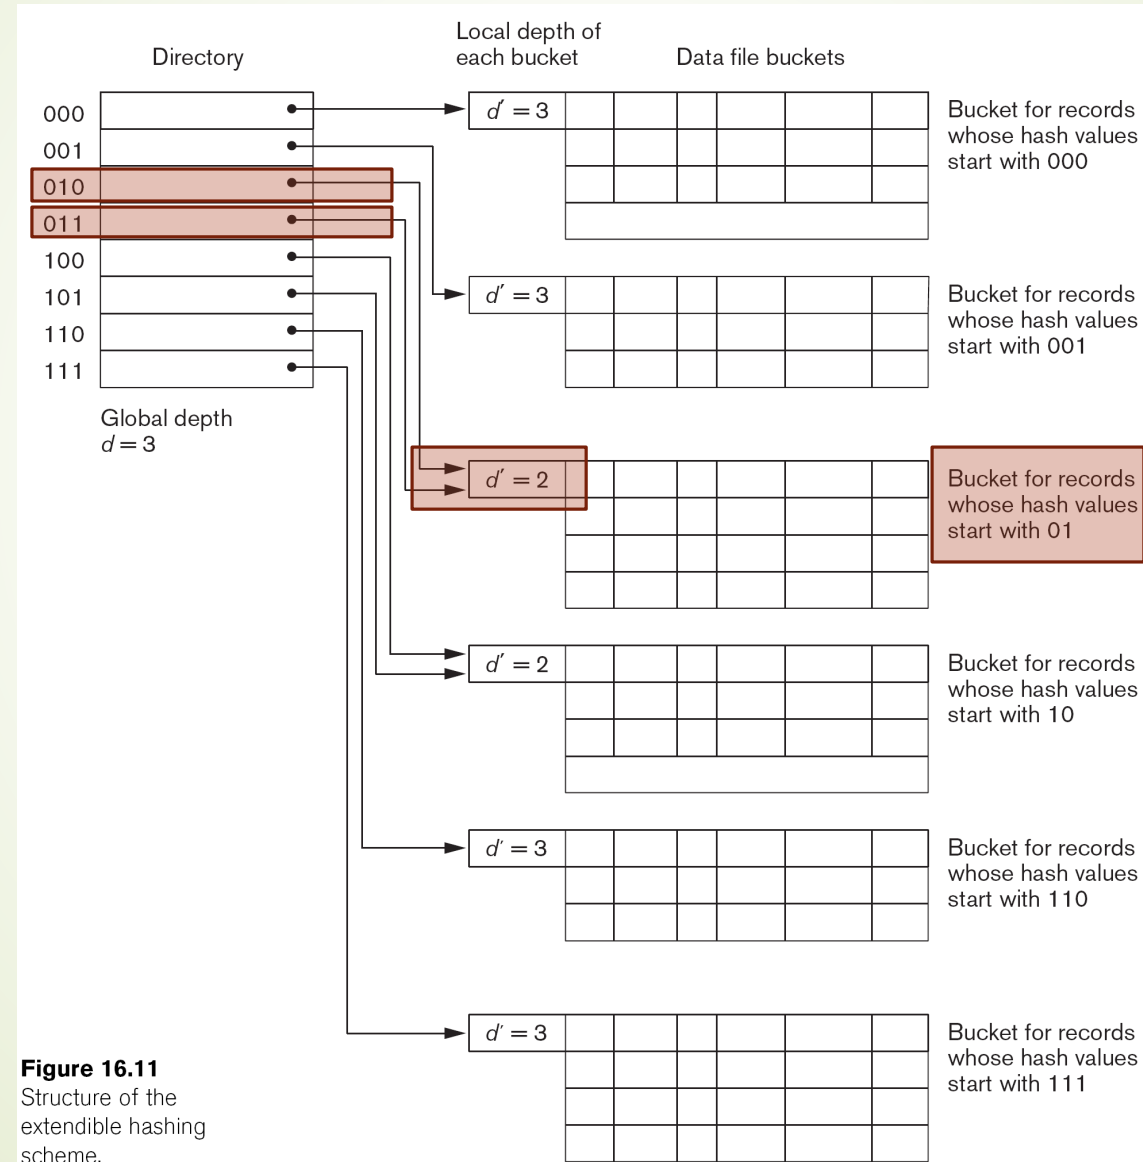 Directory
Local depth of
each bucket
Data file buckets
000
001
010
011
100
101
110
111
Global depth
d = 3
d′ = 3
Bucket for records
whose hash values
start with 000
d′ = 3
Bucket for records
whose hash values
start with 001
d′ = 2
Bucket for records
whose hash values
start with 01
d′ = 2
Bucket for records
whose hash values
start with 10
d′ = 3
Bucket for records
whose hash values
start with 110
d′ = 3
Bucket for records
whose hash values
start with 111
Figure 16.11
Structure of the
extendible hashing
scheme.